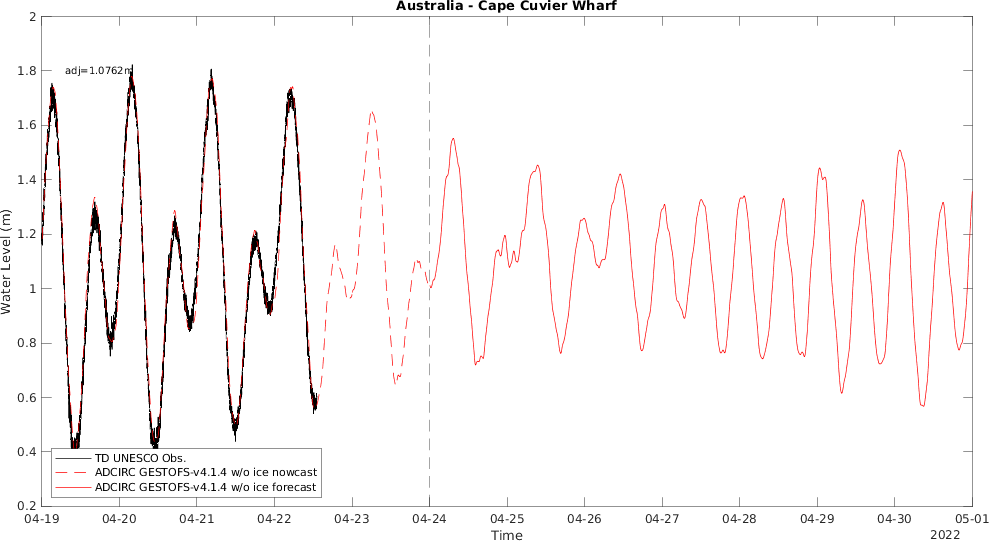 Australia - Cape Cuvier Wharf
2
1.8
1.6
1.4
1.2
1
0.8
0.6
0.4
0.2
Water Level (m)
adj=1.0762m
TD UNESCO Obs.
ADCIRC GESTOFS-v4.1.4 w/o ice nowcast
ADCIRC GESTOFS-v4.1.4 w/o ice forecast
04-19 04-20 04-21 04-22 04-23 04-24 04-25 04-26 04-27 04-28 04-29 04-30 05-01
Time
2022